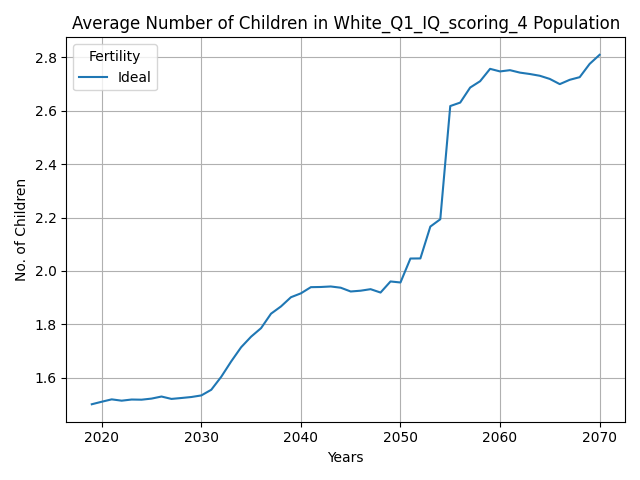 Average Number of Children in White_Q1_IQ_scoring_4 Population
Fertility
Ideal
No. of Children
2.8
2.6
2.4
2.2
2.0
1.8
1.6
2020 2030 2040 2050 2060 2070
Years